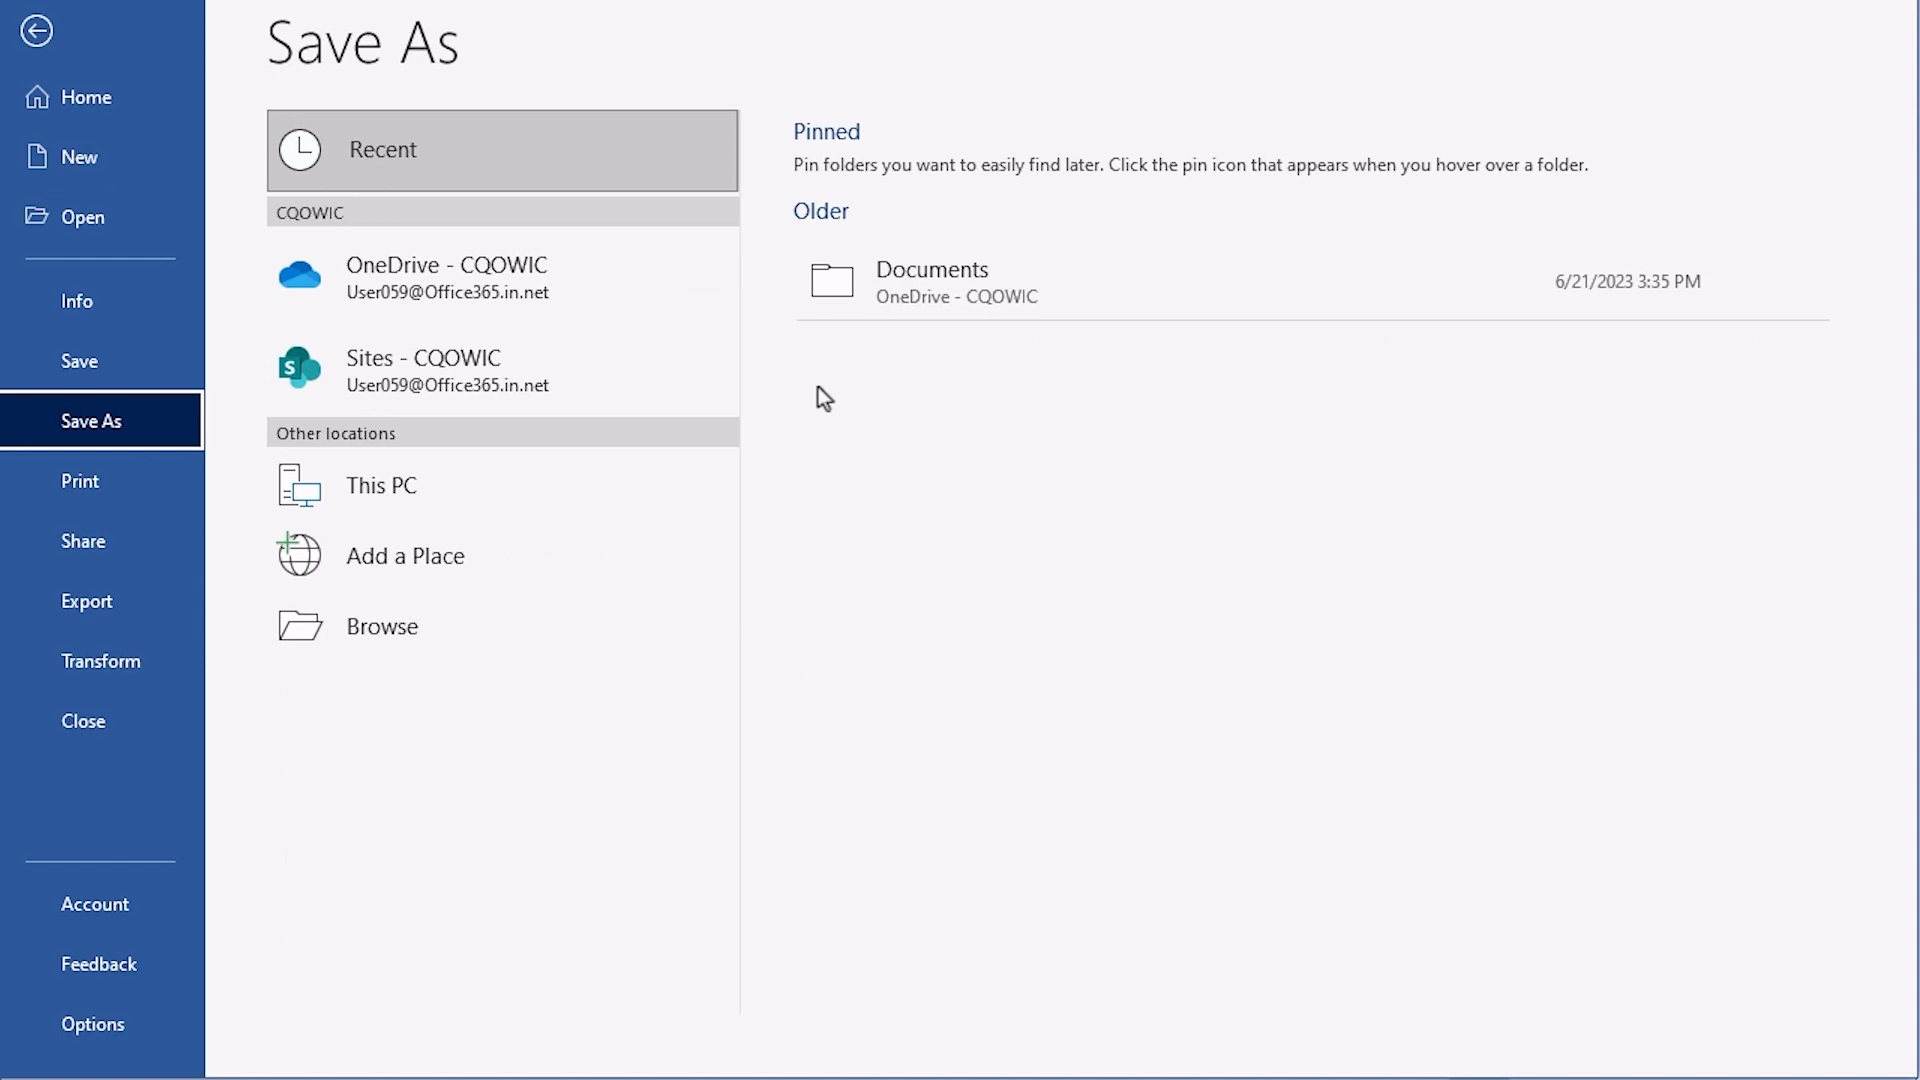 Save As
Home
New
Open
Info
Save
Save As
Print
Share
Export
Transform
Close
Account
Feedback
Options
Recent
CQOWIC
OneDrive - CQOWIC
User059@Office365.in.net
S
Sites - CQOWIC
User059@Office365.in.net
Other locations
This PC
Add a Place
Browse
Pinned
Pin folders you want to easily find later. Click the pin icon that appears when you hover over a folder.
Older
Documents
OneDrive - CQOWIC
6/21/2023 3:35 PM